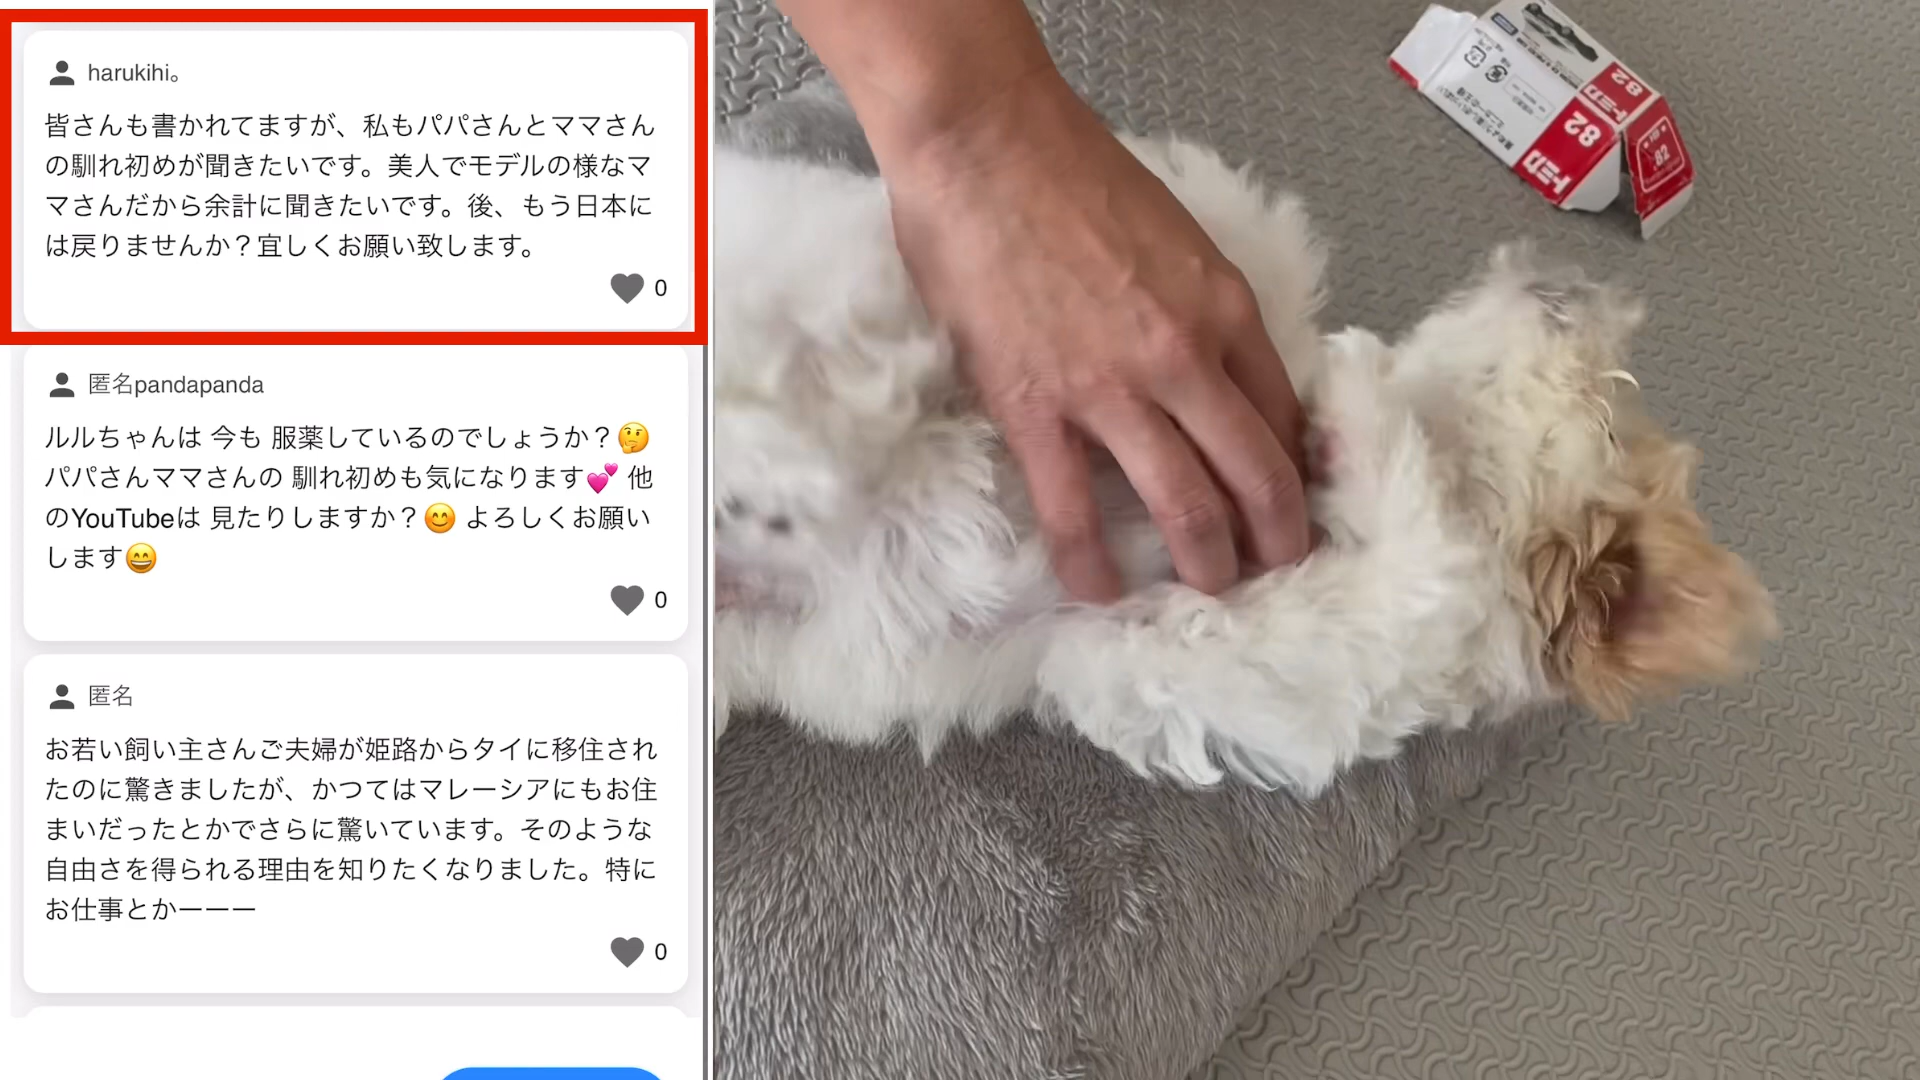 harukihi。
皆さんも書かれてますが、私もパパさんとママさん
の馴れ初めが聞きたいです。美人でモデルの様なマ
マさんだから余計に聞きたいです。後、もう日本に
は戻りませんか？宜しくお願い致します。
0
匿名pandapanda
ルルちゃんは 今も 服薬しているのでしょうか？🤔
パパさんママさんの 馴れ初めも気になります💕 他
のYouTubeは 見たりしますか？😊 よろしくお願い
します😄
0
匿名
お若い飼い主さんご夫婦が姫路からタイに移住され
たのに驚きましたが、かつてはマレーシアにもお住
まいだったとかでさらに驚いています。そのような
自由さを得られる理由を知りたくなりました。特に
お仕事とかーーー
0
82
トミカ
82
トミカ
82